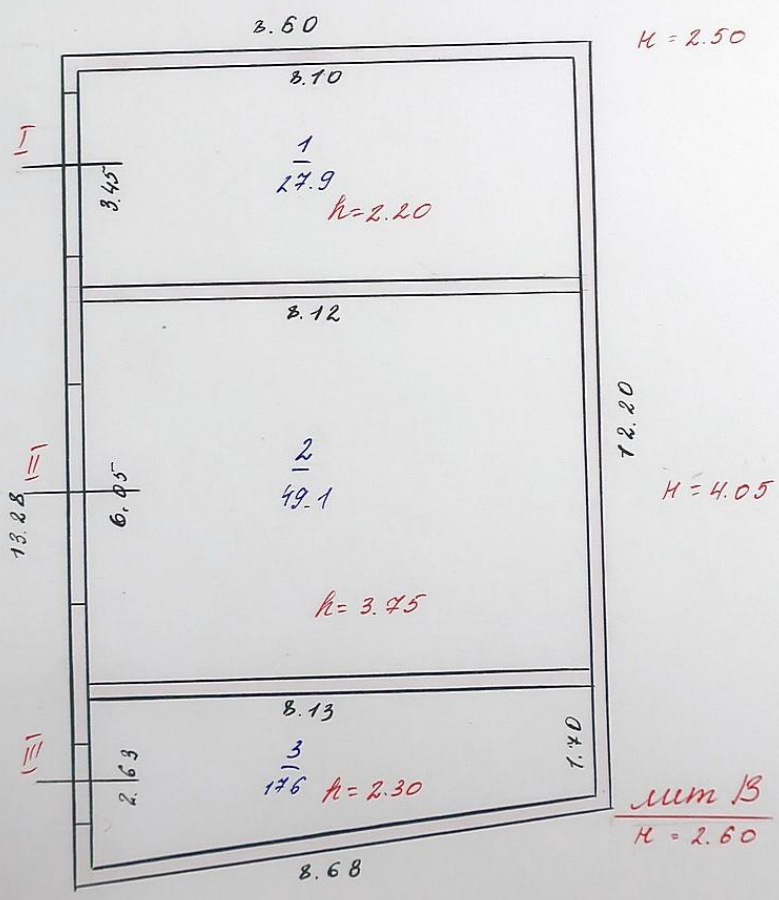 8.60
H = 2.50
8.10
I
1
27.9
3.45
h=2.20
8.12
12.20
II
2
49.1
6.05
13.28
H = 4.05
h= 3.75
8.13
III
3
17.6
2.63
1.70
h= 2.30
лит В
H = 2.60
8.68